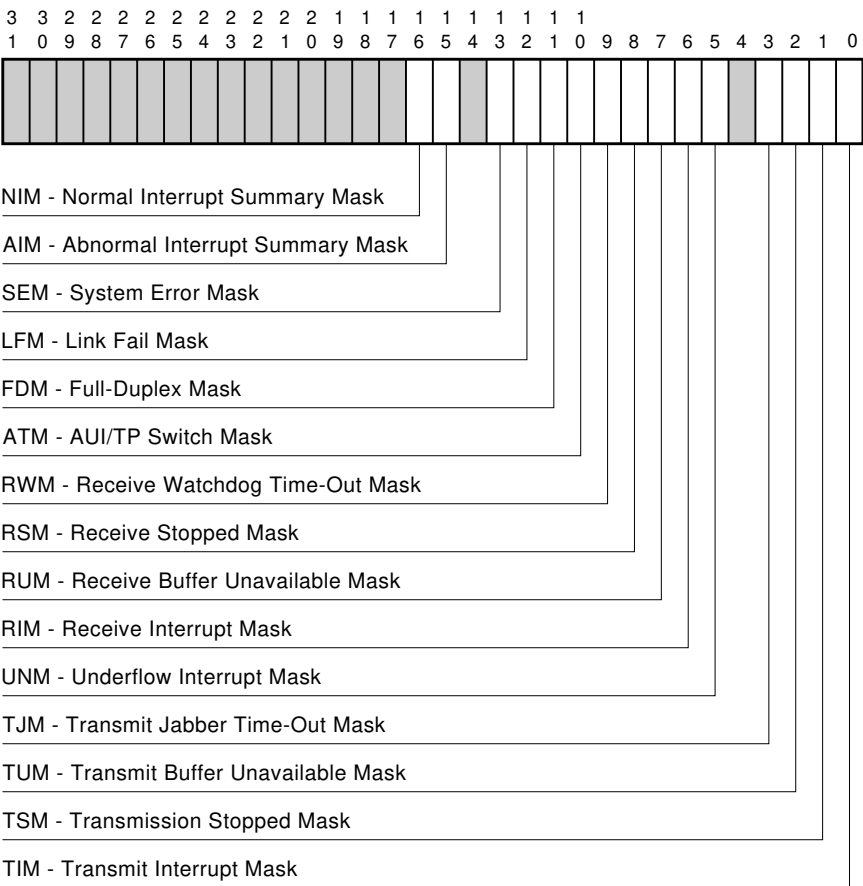 3 3 2 2 2 2 2 2 2 2 2 2 1 1 1 1 1 1 1 1 1 1
1 0 9 8 7 6 5 4 3 2 1 0 9 8 7 6 5 4 3 2 1 0 9 8 7 6 5 4 3 2 1 0
NIM - Normal Interrupt Summary Mask
AIM - Abnormal Interrupt Summary Mask
SEM - System Error Mask
LFM - Link Fail Mask
FDM - Full-Duplex Mask
ATM - AUI/TP Switch Mask
RWM - Receive Watchdog Time-Out Mask
RSM - Receive Stopped Mask
RUM - Receive Buffer Unavailable Mask
RIM - Receive Interrupt Mask
UNM - Underflow Interrupt Mask
TJM - Transmit Jabber Time-Out Mask
TUM - Transmit Buffer Unavailable Mask
TSM - Transmission Stopped Mask
TIM - Transmit Interrupt Mask